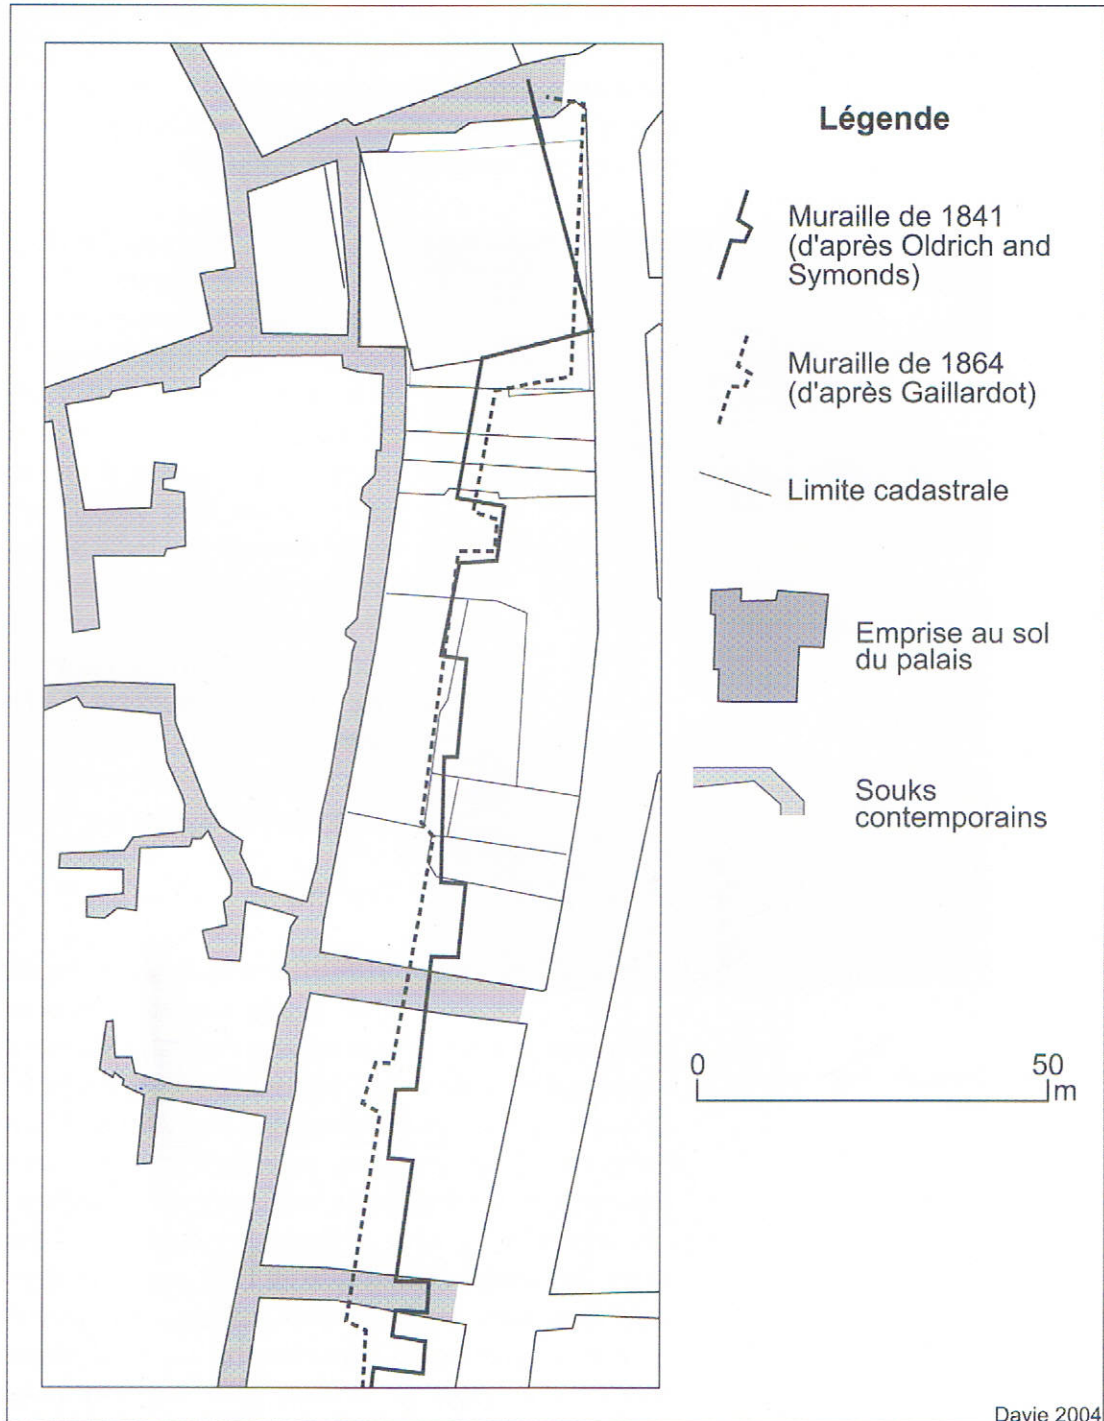 Légende
Muraille de 1841
(d'après Oldrich and
Symonds)
Muraille de 1864
(d'après Gaillardot)
Limite cadastrale
Emprise au sol
du palais
Souks
contemporains
0 50
m
Davie 2004